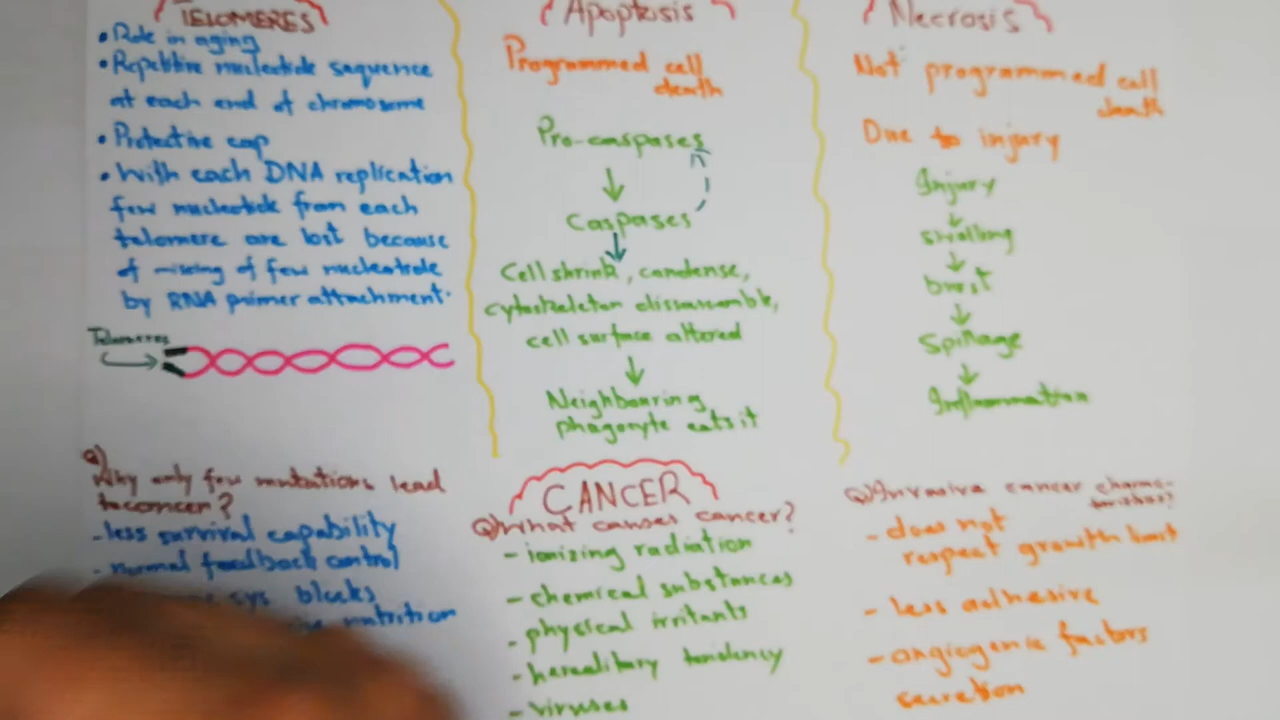 TELOMERES
• Role in aging
• Repetitive nucleotide sequence
at each end of chromosome
• Protective cap
• With each DNA replication
few nucleotide from each
telomere are lost because
of missing of few nucleotide
by RNA primer attachment.
Telomeres
Apoptosis
Programmed cell
death
Pro-caspases
Caspases
Cell shrink, condense,
cytoskeleton dissassemble,
cell surface altered
Neighbouring
phagocyte eats it
Necrosis
Not programmed cell
death
Due to injury
Injury
swelling
burst
Spillage
Inflammation
Q)
Why only few mutations lead
to cancer?
- less survival capability
- normal feedback control
sys blocks
nutrition
CANCER
Q) What causes cancer?
- ionizing radiation
- chemical substances
- physical irritants
- hereditary tendency
- viruses
Q) Invasive cancer
- does not
respect growth limit
- less adhesive
- angiogenic factors
secretion